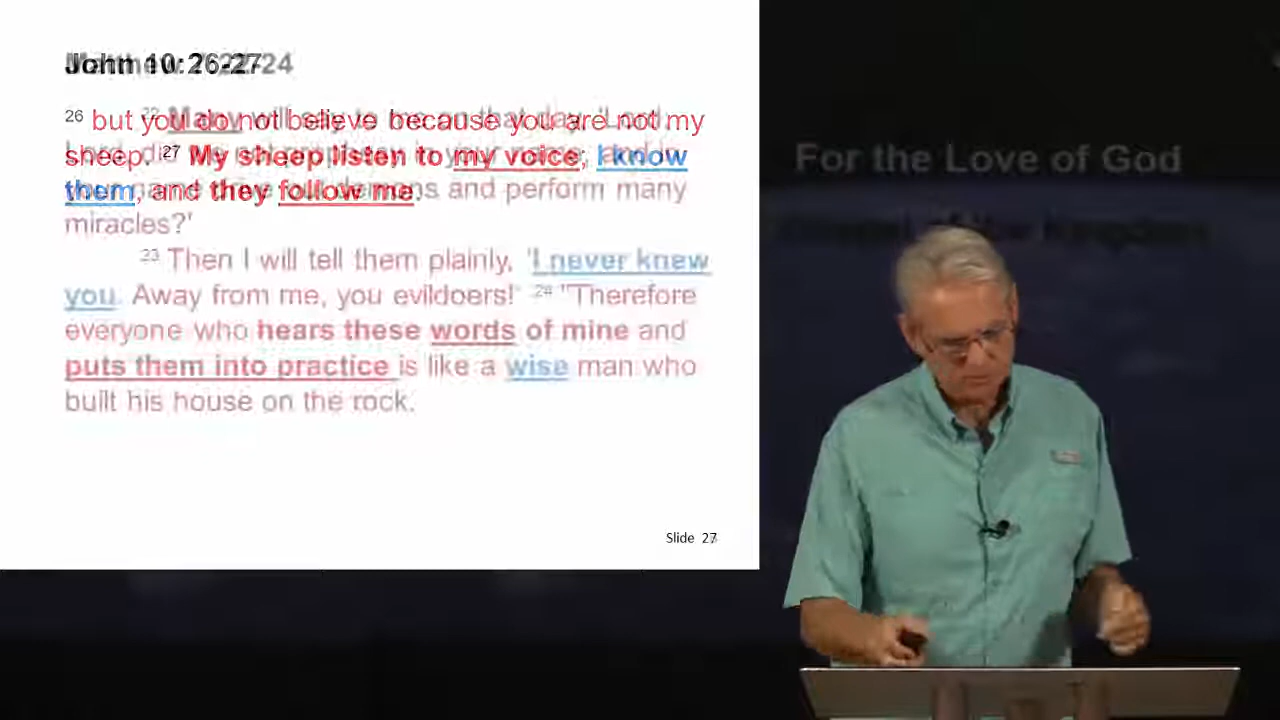 John 10:26-27
26 but you do not believe because you are not my
sheep. 27 My sheep listen to my voice; I know
them, and they follow me.
and perform many
miracles?'
23 Then I will tell them plainly, 'I never knew
you. Away from me, you evildoers!' 24 "Therefore
everyone who hears these words of mine and
puts them into practice is like a wise man who
built his house on the rock.
Slide 27
For the Love of God
Gospel of the Kingdom